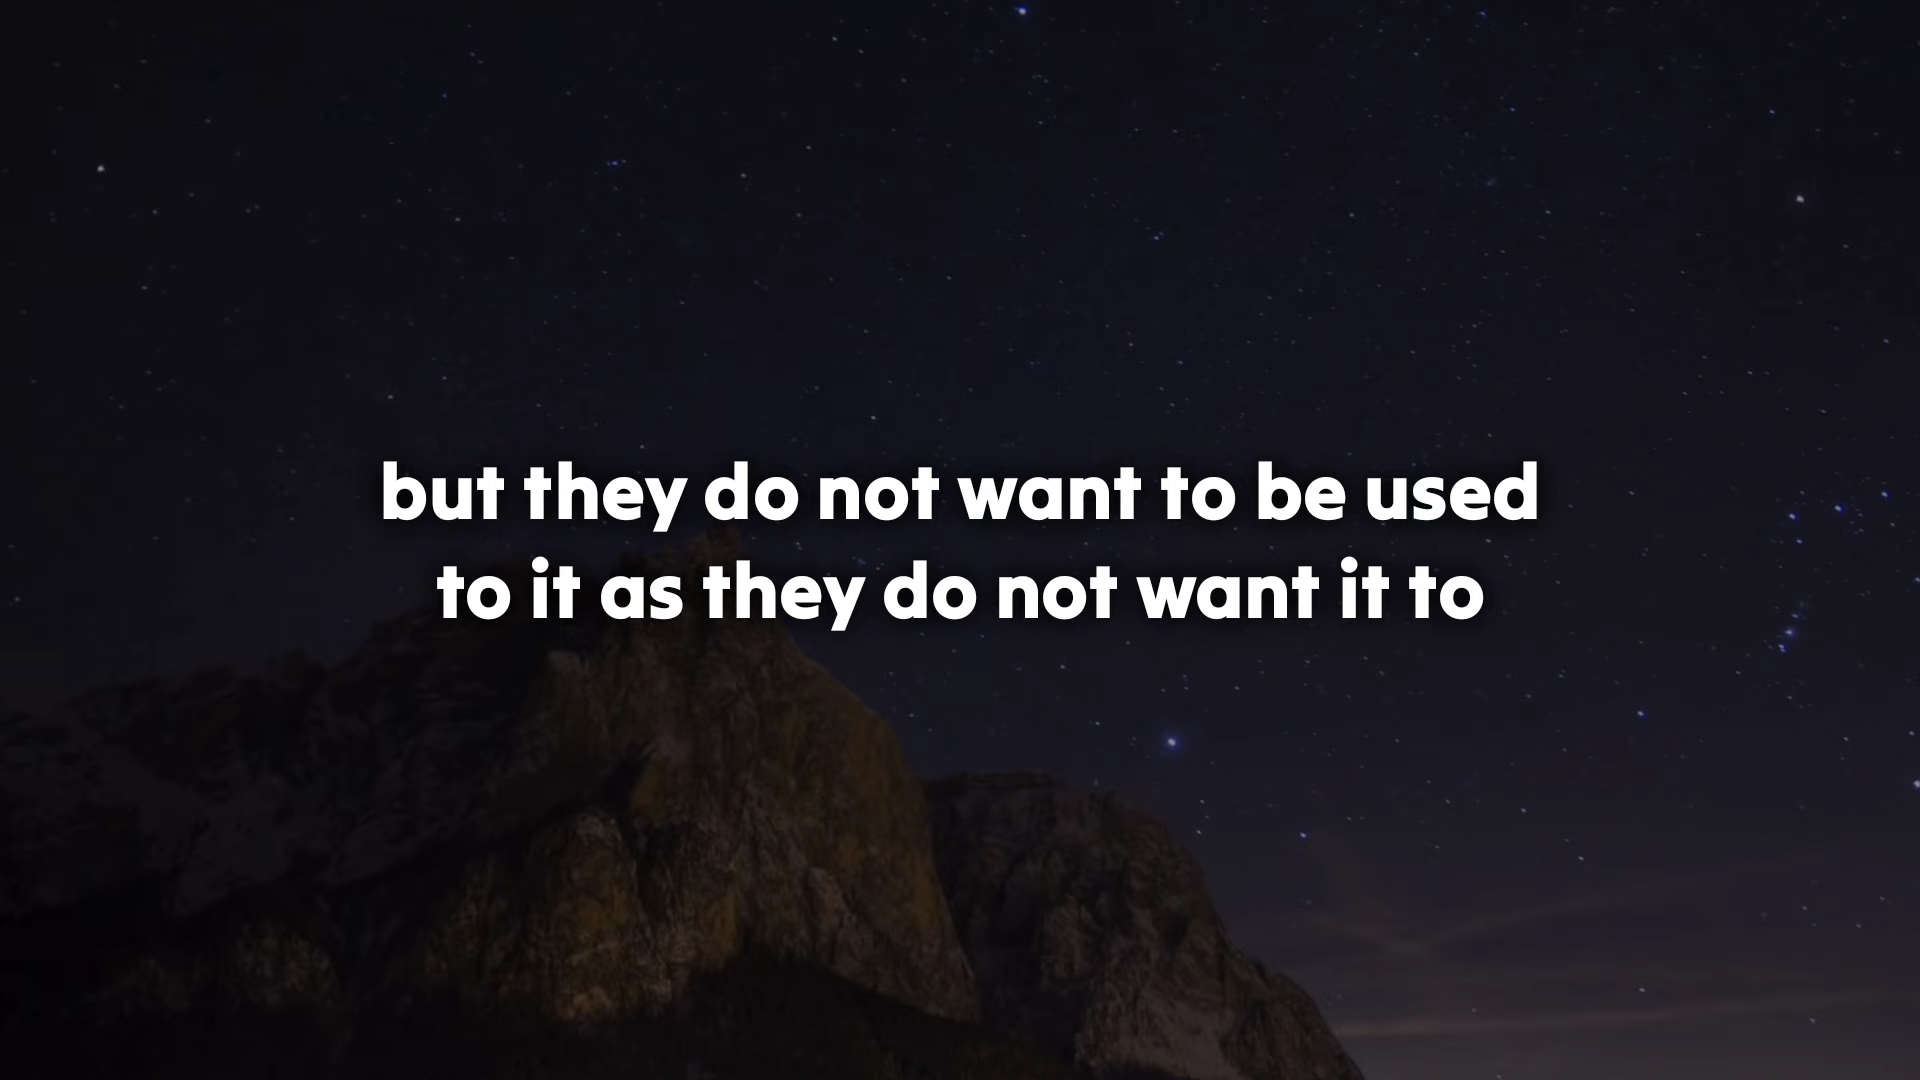 but they do not want to be used
to it as they do not want it to